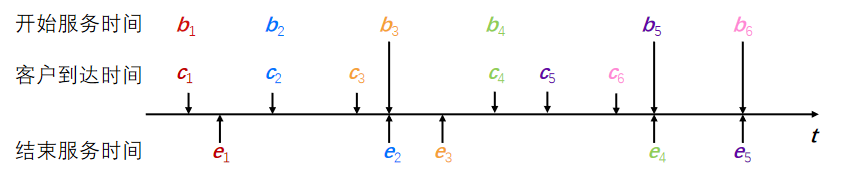 开始服务时间 b1 b2 b3 b4 b5 b6
客户到达时间 c1 c2 c3 c4 c5 c6
t
结束服务时间 e1 e2 e3 e4 e5